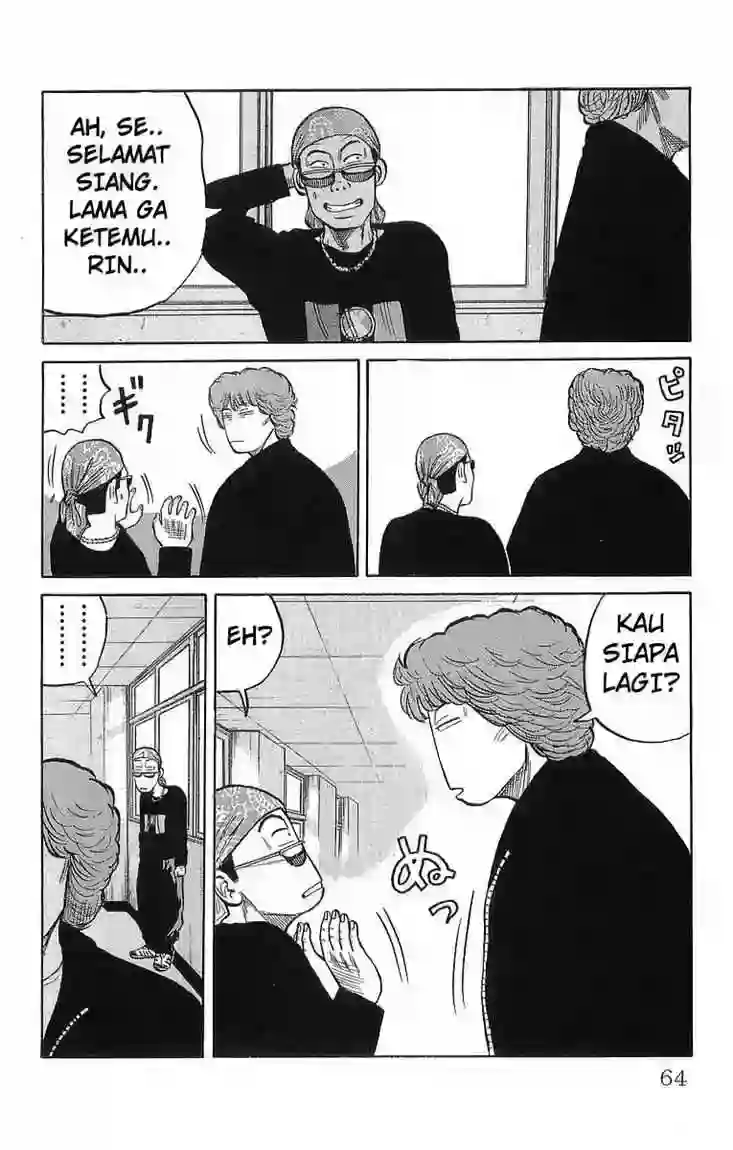 AH, SE..
SELAMAT
SIANG.
LAMA GA
KETEMU..
RIN..
ピタッ
ギク
........
KAU
SIAPA
LAGI?
EH?
ぬっ
........
64